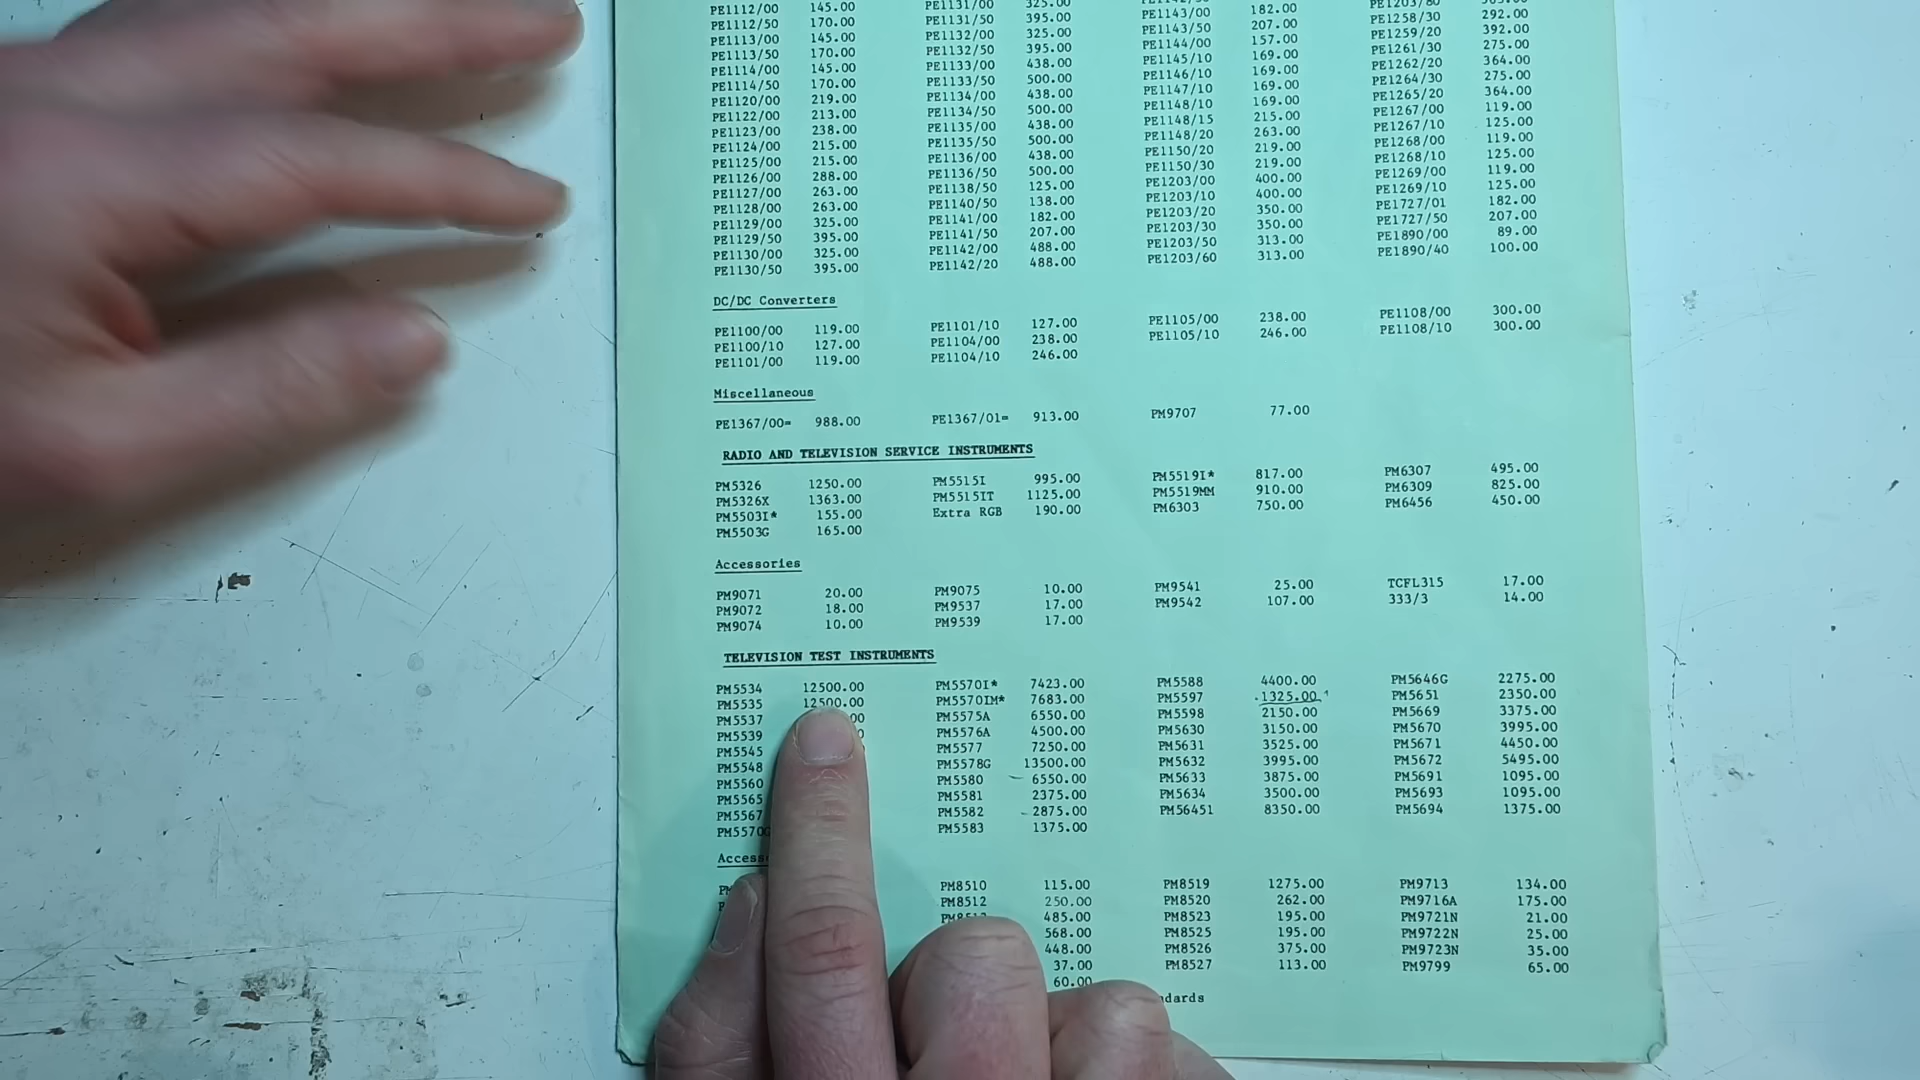 PE1112/00 145.00 PE1131/00 325.00 182.00
PE1112/50 170.00 PE1131/50 395.00 PE1143/00 207.00 PE1258/30 292.00
PE1113/00 145.00 PE1132/00 325.00 PE1143/50 157.00 PE1259/20 392.00
PE1113/50 170.00 PE1132/50 395.00 PE1144/00 169.00 PE1261/30 275.00
PE1114/00 145.00 PE1133/00 438.00 PE1145/10 169.00 PE1262/20 364.00
PE1114/50 170.00 PE1133/50 500.00 PE1146/10 169.00 PE1264/30 275.00
PE1120/00 219.00 PE1134/00 438.00 PE1147/10 169.00 PE1265/20 364.00
PE1122/00 213.00 PE1134/50 500.00 PE1148/10 215.00 PE1267/00 119.00
PE1123/00 238.00 PE1135/00 438.00 PE1148/15 263.00 PE1267/10 125.00
PE1124/00 215.00 PE1135/50 500.00 PE1148/20 219.00 PE1268/00 119.00
PE1125/00 215.00 PE1136/00 438.00 PE1150/20 219.00 PE1268/10 125.00
PE1126/00 288.00 PE1136/50 500.00 PE1150/30 400.00 PE1269/00 119.00
PE1127/00 263.00 PE1138/50 125.00 PE1203/00 400.00 PE1269/10 125.00
PE1128/00 263.00 PE1140/50 138.00 PE1203/10 350.00 PE1727/01 182.00
PE1129/00 325.00 PE1141/00 182.00 PE1203/20 350.00 PE1727/50 207.00
PE1129/50 395.00 PE1141/50 207.00 PE1203/30 313.00 PE1890/00 89.00
PE1130/00 325.00 PE1142/00 488.00 PE1203/50 313.00 PE1890/40 100.00
PE1130/50 395.00 PE1142/20 488.00 PE1203/60
DC/DC Converters
PE1100/00 119.00 PE1101/10 127.00 PE1105/00 238.00 PE1108/00 300.00
PE1100/10 127.00 PE1104/00 238.00 PE1105/10 246.00 PE1108/10 300.00
PE1101/00 119.00 PE1104/10 246.00
Miscellaneous
PE1367/00= 988.00 PE1367/01= 913.00 PM9707 77.00
RADIO AND TELEVISION SERVICE INSTRUMENTS
PM5326 1250.00 PM5515I 995.00 PM5519I* 817.00 PM6307 495.00
PM5326X 1363.00 PM5515IT 1125.00 PM5519MM 910.00 PM6309 825.00
PM5503I* 155.00 Extra RGB 190.00 PM6303 750.00 PM6456 450.00
PM5503G 165.00
Accessories
PM9071 20.00 PM9075 10.00 PM9541 25.00 TCFL315 17.00
PM9072 18.00 PM9537 17.00 PM9542 107.00 333/3 14.00
PM9074 10.00 PM9539 17.00
TELEVISION TEST INSTRUMENTS
PM5534 12500.00 PM5570I* 7423.00 PM5588 4400.00 PM5646G 2275.00
PM5535 12500.00 PM5570IM* 7683.00 PM5597 1325.00 PM5651 2350.00
PM5537 00 PM5575A 6550.00 PM5598 2150.00 PM5669 3375.00
PM5539 PM5576A 4500.00 PM5630 3150.00 PM5670 3995.00
PM5545 PM5577 7250.00 PM5631 3525.00 PM5671 4450.00
PM5548 PM5578G 13500.00 PM5632 3995.00 PM5672 5495.00
PM5560 PM5580 6550.00 PM5633 3875.00 PM5691 1095.00
PM5565 PM5581 2375.00 PM5634 3500.00 PM5693 1095.00
PM5567 PM5582 2875.00 PM56451 8350.00 PM5694 1375.00
PM5570G PM5583 1375.00
Access
PM8510 115.00 PM8519 1275.00 PM9713 134.00
PM8512 250.00 PM8520 262.00 PM9716A 175.00
485.00 PM8523 195.00 PM9721N 21.00
568.00 PM8525 195.00 PM9722N 25.00
448.00 PM8526 375.00 PM9723N 35.00
37.00 PM8527 113.00 PM9799 65.00
60.00
ndards